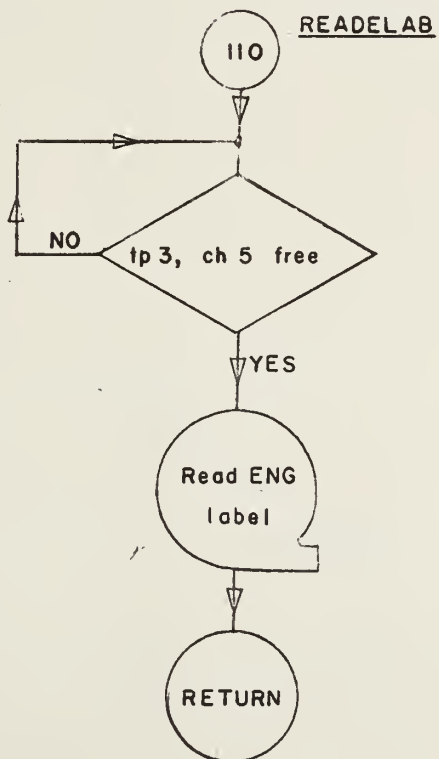 READELAB
110
tp 3, ch 5 free
NO
YES
Read ENG
label
RETURN